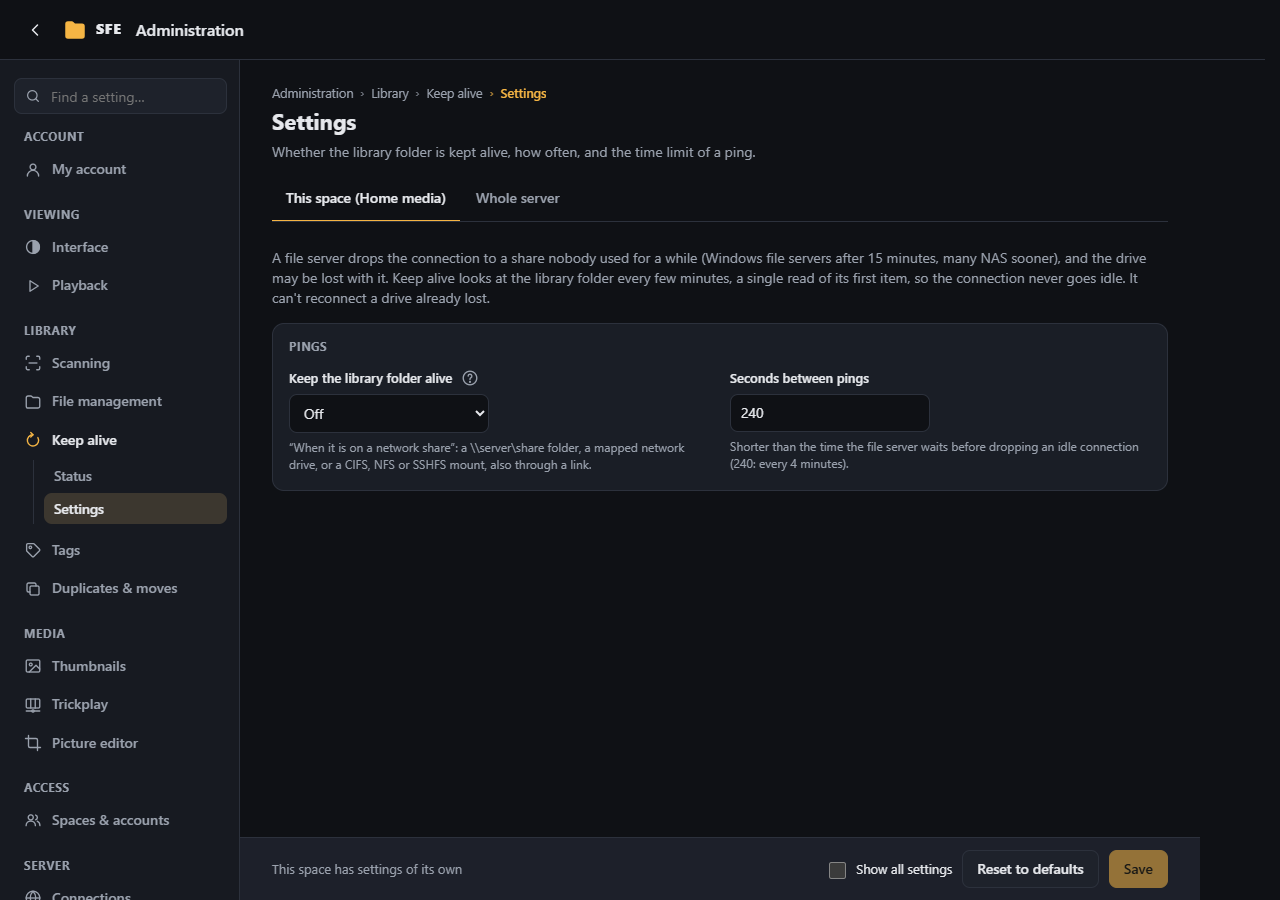 SFE Administration
Find a setting...
ACCOUNT
My account
VIEWING
Interface
Playback
LIBRARY
Scanning
File management
Keep alive
Status
Settings
Tags
Duplicates & moves
MEDIA
Thumbnails
Trickplay
Picture editor
ACCESS
Spaces & accounts
SERVER
Connections
Administration › Library › Keep alive › Settings
Settings
Whether the library folder is kept alive, how often, and the time limit of a ping.
This space (Home media) Whole server
A file server drops the connection to a share nobody used for a while (Windows file servers after 15 minutes, many NAS sooner), and the drive
may be lost with it. Keep alive looks at the library folder every few minutes, a single read of its first item, so the connection never goes idle. It
can't reconnect a drive already lost.
PINGS
Keep the library folder alive ?
Off
“When it is on a network share”: a \\server\share folder, a mapped network
drive, or a CIFS, NFS or SSHFS mount, also through a link.
Seconds between pings
240
Shorter than the time the file server waits before dropping an idle connection
(240: every 4 minutes).
This space has settings of its own
Show all settings
Reset to defaults
Save